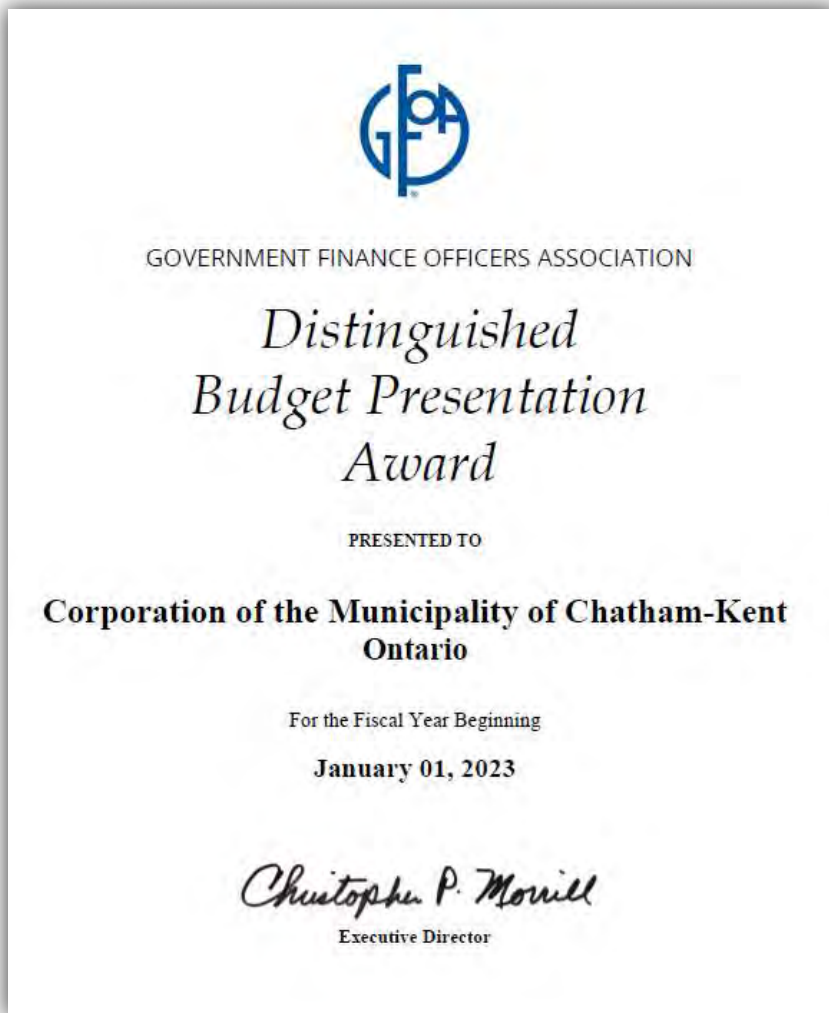 GFOA
GOVERNMENT FINANCE OFFICERS ASSOCIATION
Distinguished
Budget Presentation
Award
PRESENTED TO
Corporation of the Municipality of Chatham-Kent
Ontario
For the Fiscal Year Beginning
January 01, 2023
Christopher P. Morrill
Executive Director